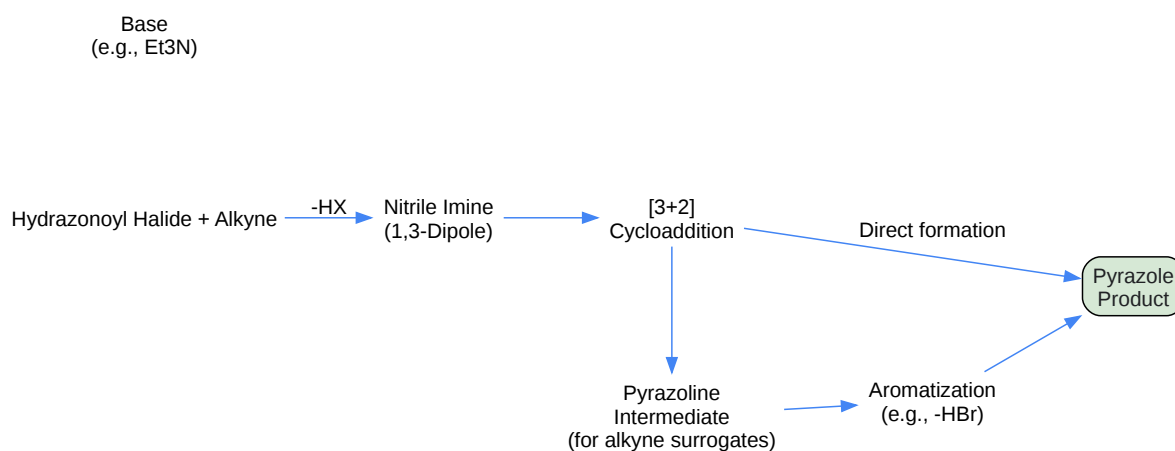 Base
(e.g., Et3N)
Hydrazonoyl Halide + Alkyne
-HX
Nitrile Imine
(1,3-Dipole)
[3+2]
Cycloaddition
Direct formation
Pyrazole
Product
Pyrazoline
Intermediate
(for alkyne surrogates)
Aromatization
(e.g., -HBr)